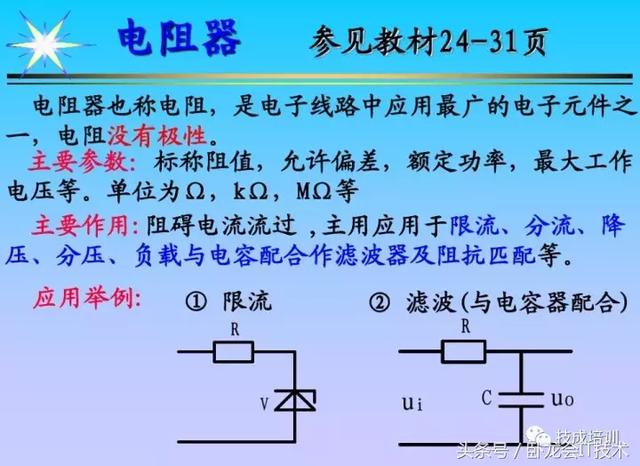 电阻器 参见教材24-31页
电阻器也称电阻，是电子线路中应用最广的电子元件之
一，电阻没有极性。
主要参数：标称阻值，允许偏差，额定功率，最大工作
电压等。单位为Ω，kΩ，MΩ等
主要作用:阻碍电流流过,主用应用于限流、分流、降
压、分压、负载与电容配合作滤波器及阻抗匹配等。
应用举例: ① 限流 ② 滤波(与电容器配合)
R R
V ui C uo
技成培训
头条号/卧龙会IT技术